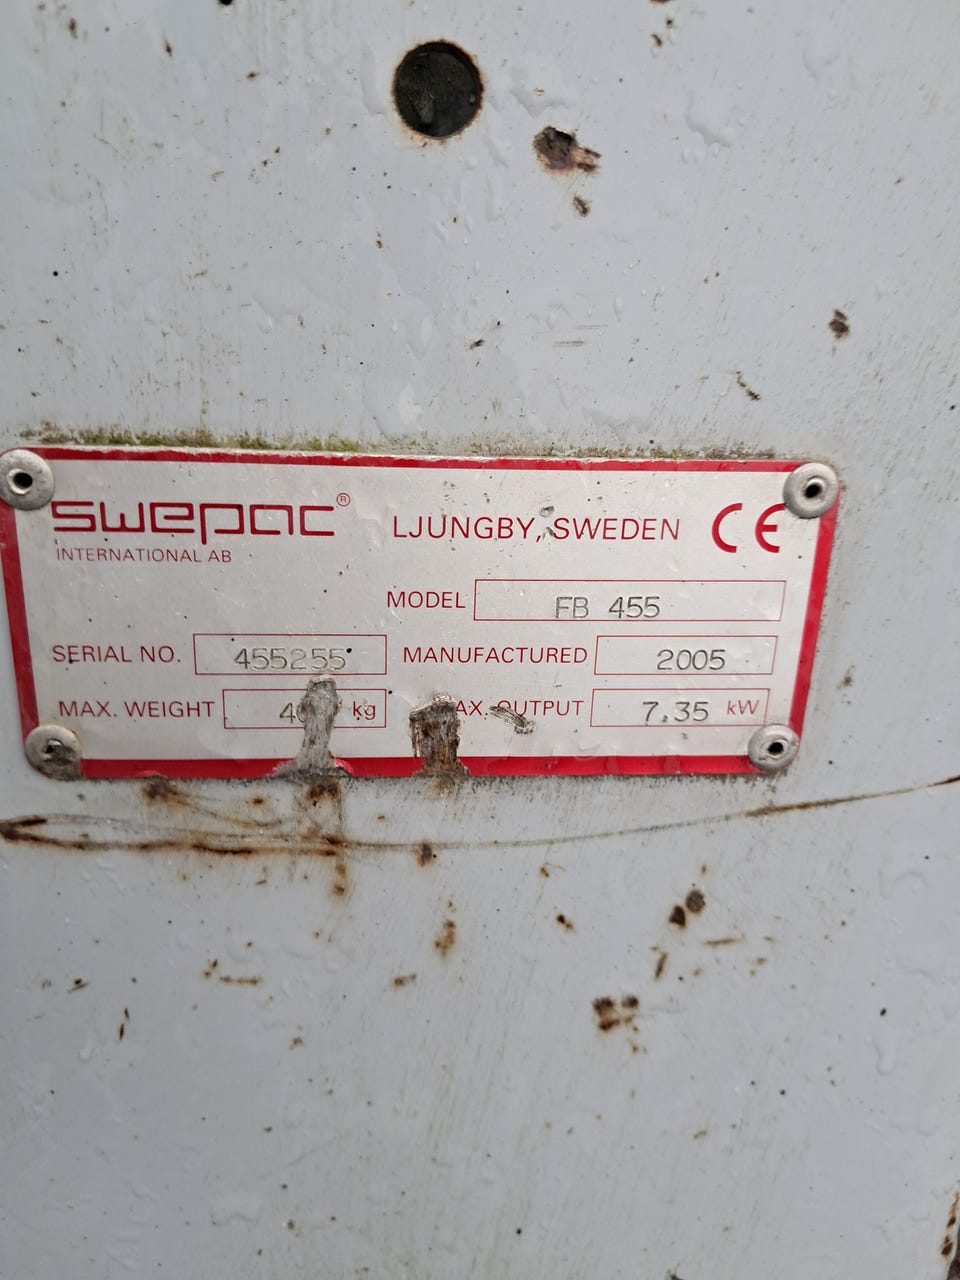 swepac®
INTERNATIONAL AB
LJUNGBY, SWEDEN CE
MODEL FB 455
SERIAL NO. 455255 MANUFACTURED 2005
MAX. WEIGHT kg MAX. OUTPUT 7.35 kW